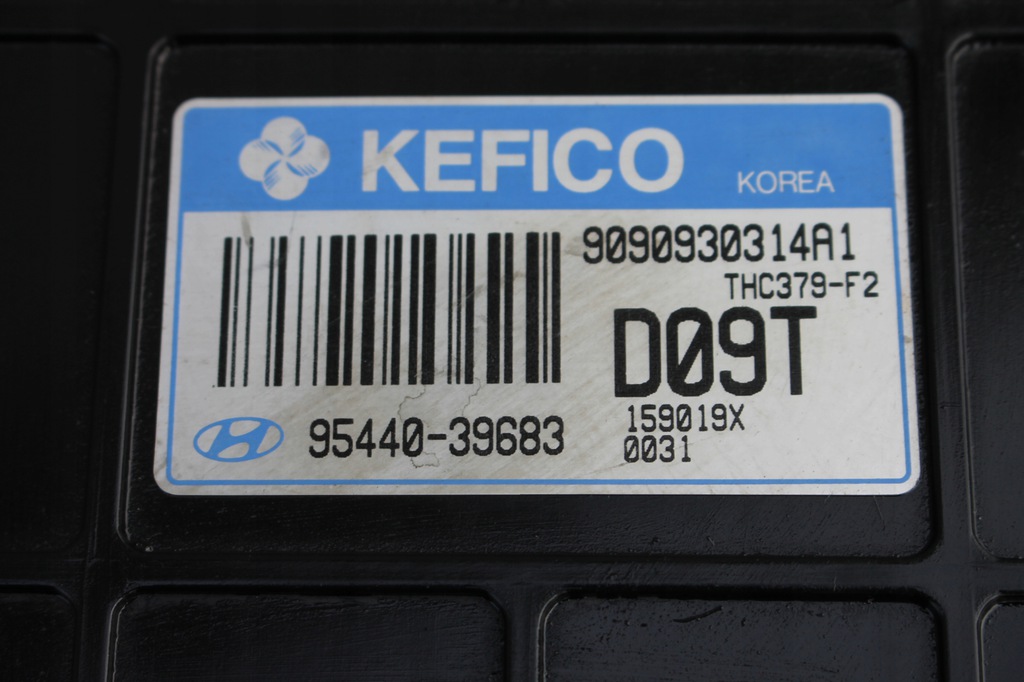 KEFICO KOREA
9090930314A1
THC379-F2
D09T
95440-39683
159019X
0031